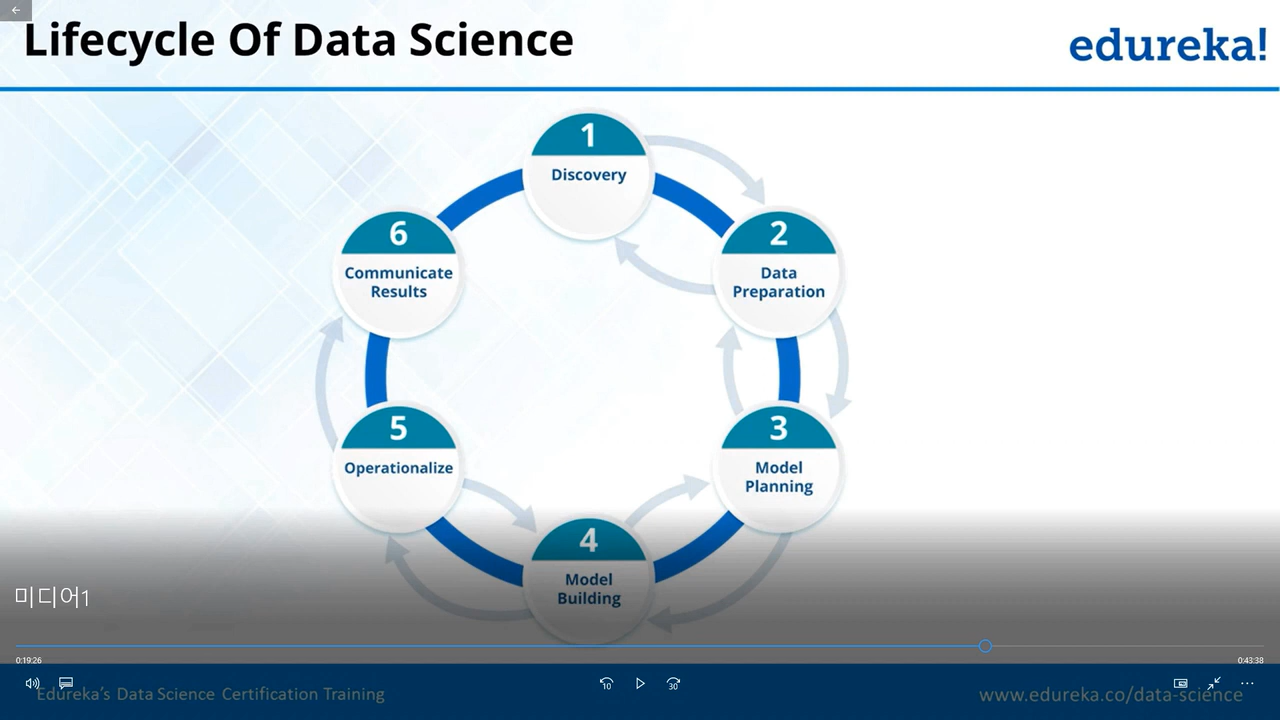 Lifecycle Of Data Science
edureka!
1
Discovery
2
Data
Preparation
3
Model
Planning
4
Model
Building
5
Operationalize
6
Communicate
Results
미디어1
0:19:26
0:43:38
10
30
Edureka's Data Science Certification Training
www.edureka.co/data-science